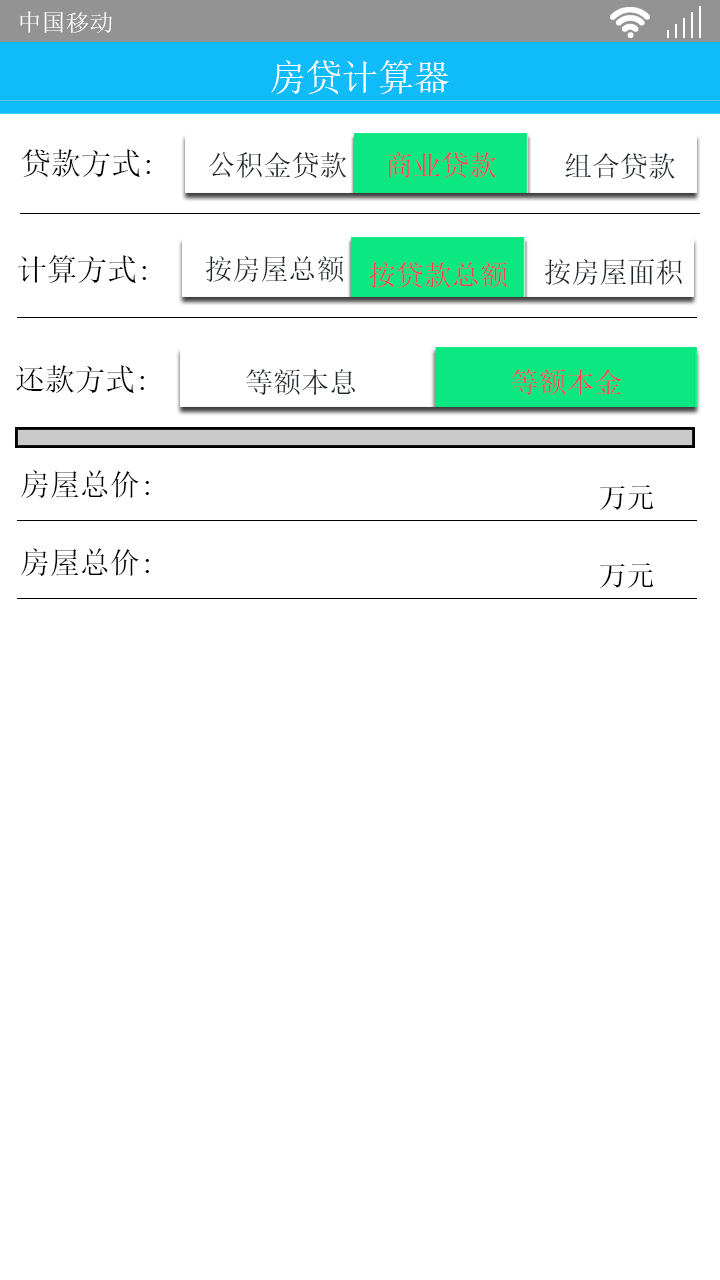 中国移动
房贷计算器
贷款方式： 公积金贷款 商业贷款 组合贷款
计算方式： 按房屋总额 按贷款总额 按房屋面积
还款方式： 等额本息 等额本金
房屋总价： 万元
房屋总价： 万元